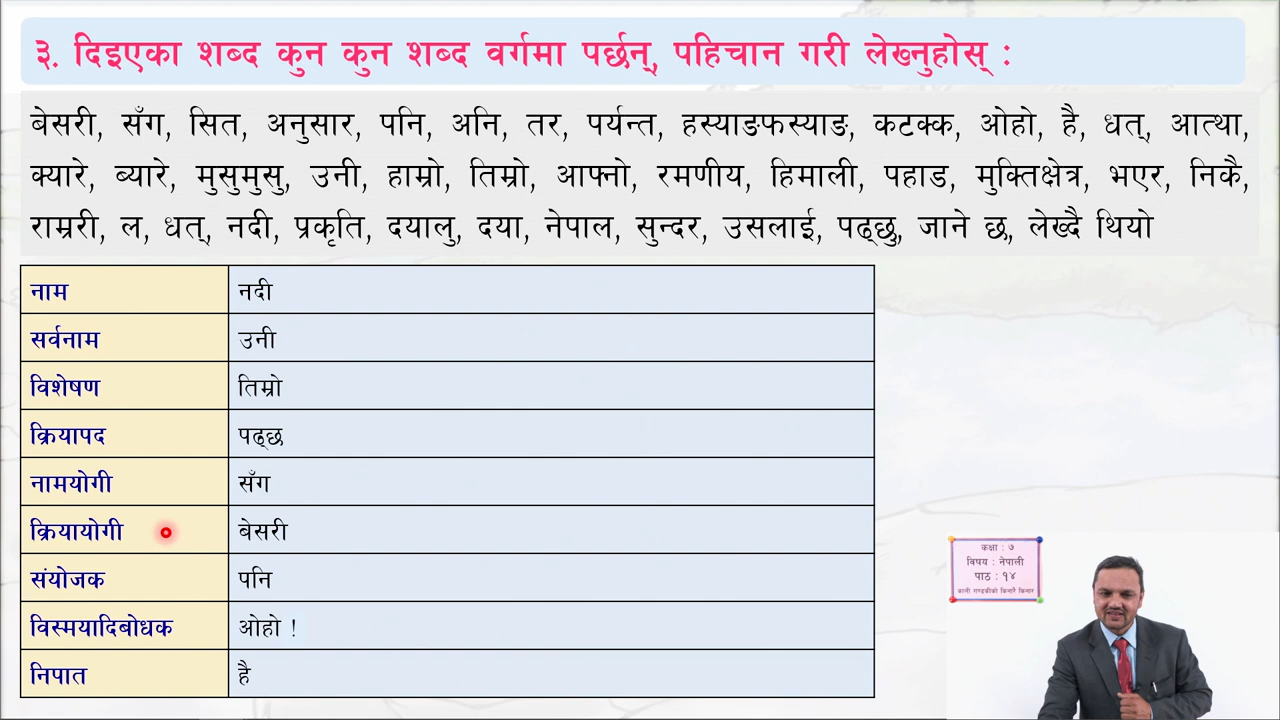 ३. दिइएका शब्द कुन कुन शब्द वर्गमा पर्छन्, पहिचान गरी लेख्नुहोस् :
बेसरी, सँग, सित, अनुसार, पनि, अनि, तर, पर्यन्त, हस्याङफस्याङ, कटक्क, ओहो, है, धत्, आत्था,
क्यारे, ब्यारे, मुसुमुसु, उनी, हाम्रो, तिम्रो, आफ्नो, रमणीय, हिमाली, पहाड, मुक्तिक्षेत्र, भएर, निकै,
राम्ररी, ल, धत्, नदी, प्रकृति, दयालु, दया, नेपाल, सुन्दर, उसलाई, पढ्छु, जाने छ, लेख्दै थियो
नाम नदी
सर्वनाम उनी
विशेषण तिम्रो
क्रियापद पढ्छ
नामयोगी सँग
क्रियायोगी बेसरी
संयोजक पनि
विस्मयादिबोधक ओहो !
निपात है
कक्षा : ७
विषय : नेपाली
पाठ : १४
काली गण्डकीको किनारै किनार